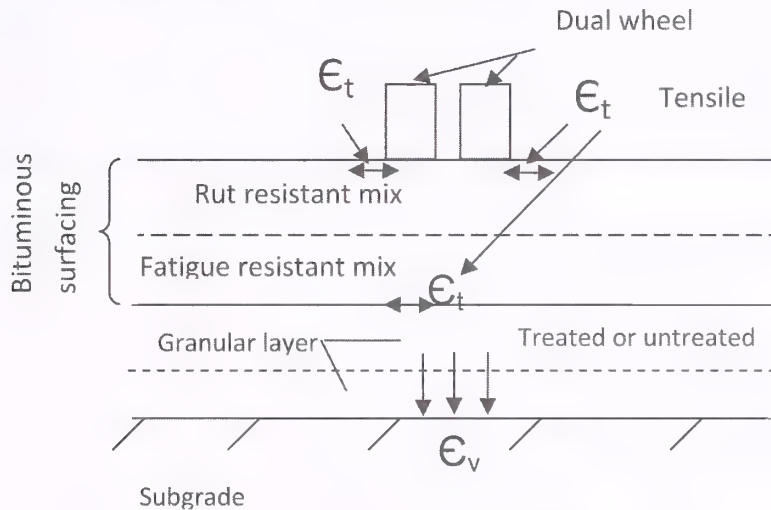 Dual wheel
Єt
Єt
Tensile
Rut resistant mix
Bituminous
surfacing
Fatigue resistant mix
Єt
Granular layer
Treated or untreated
Єv
Subgrade